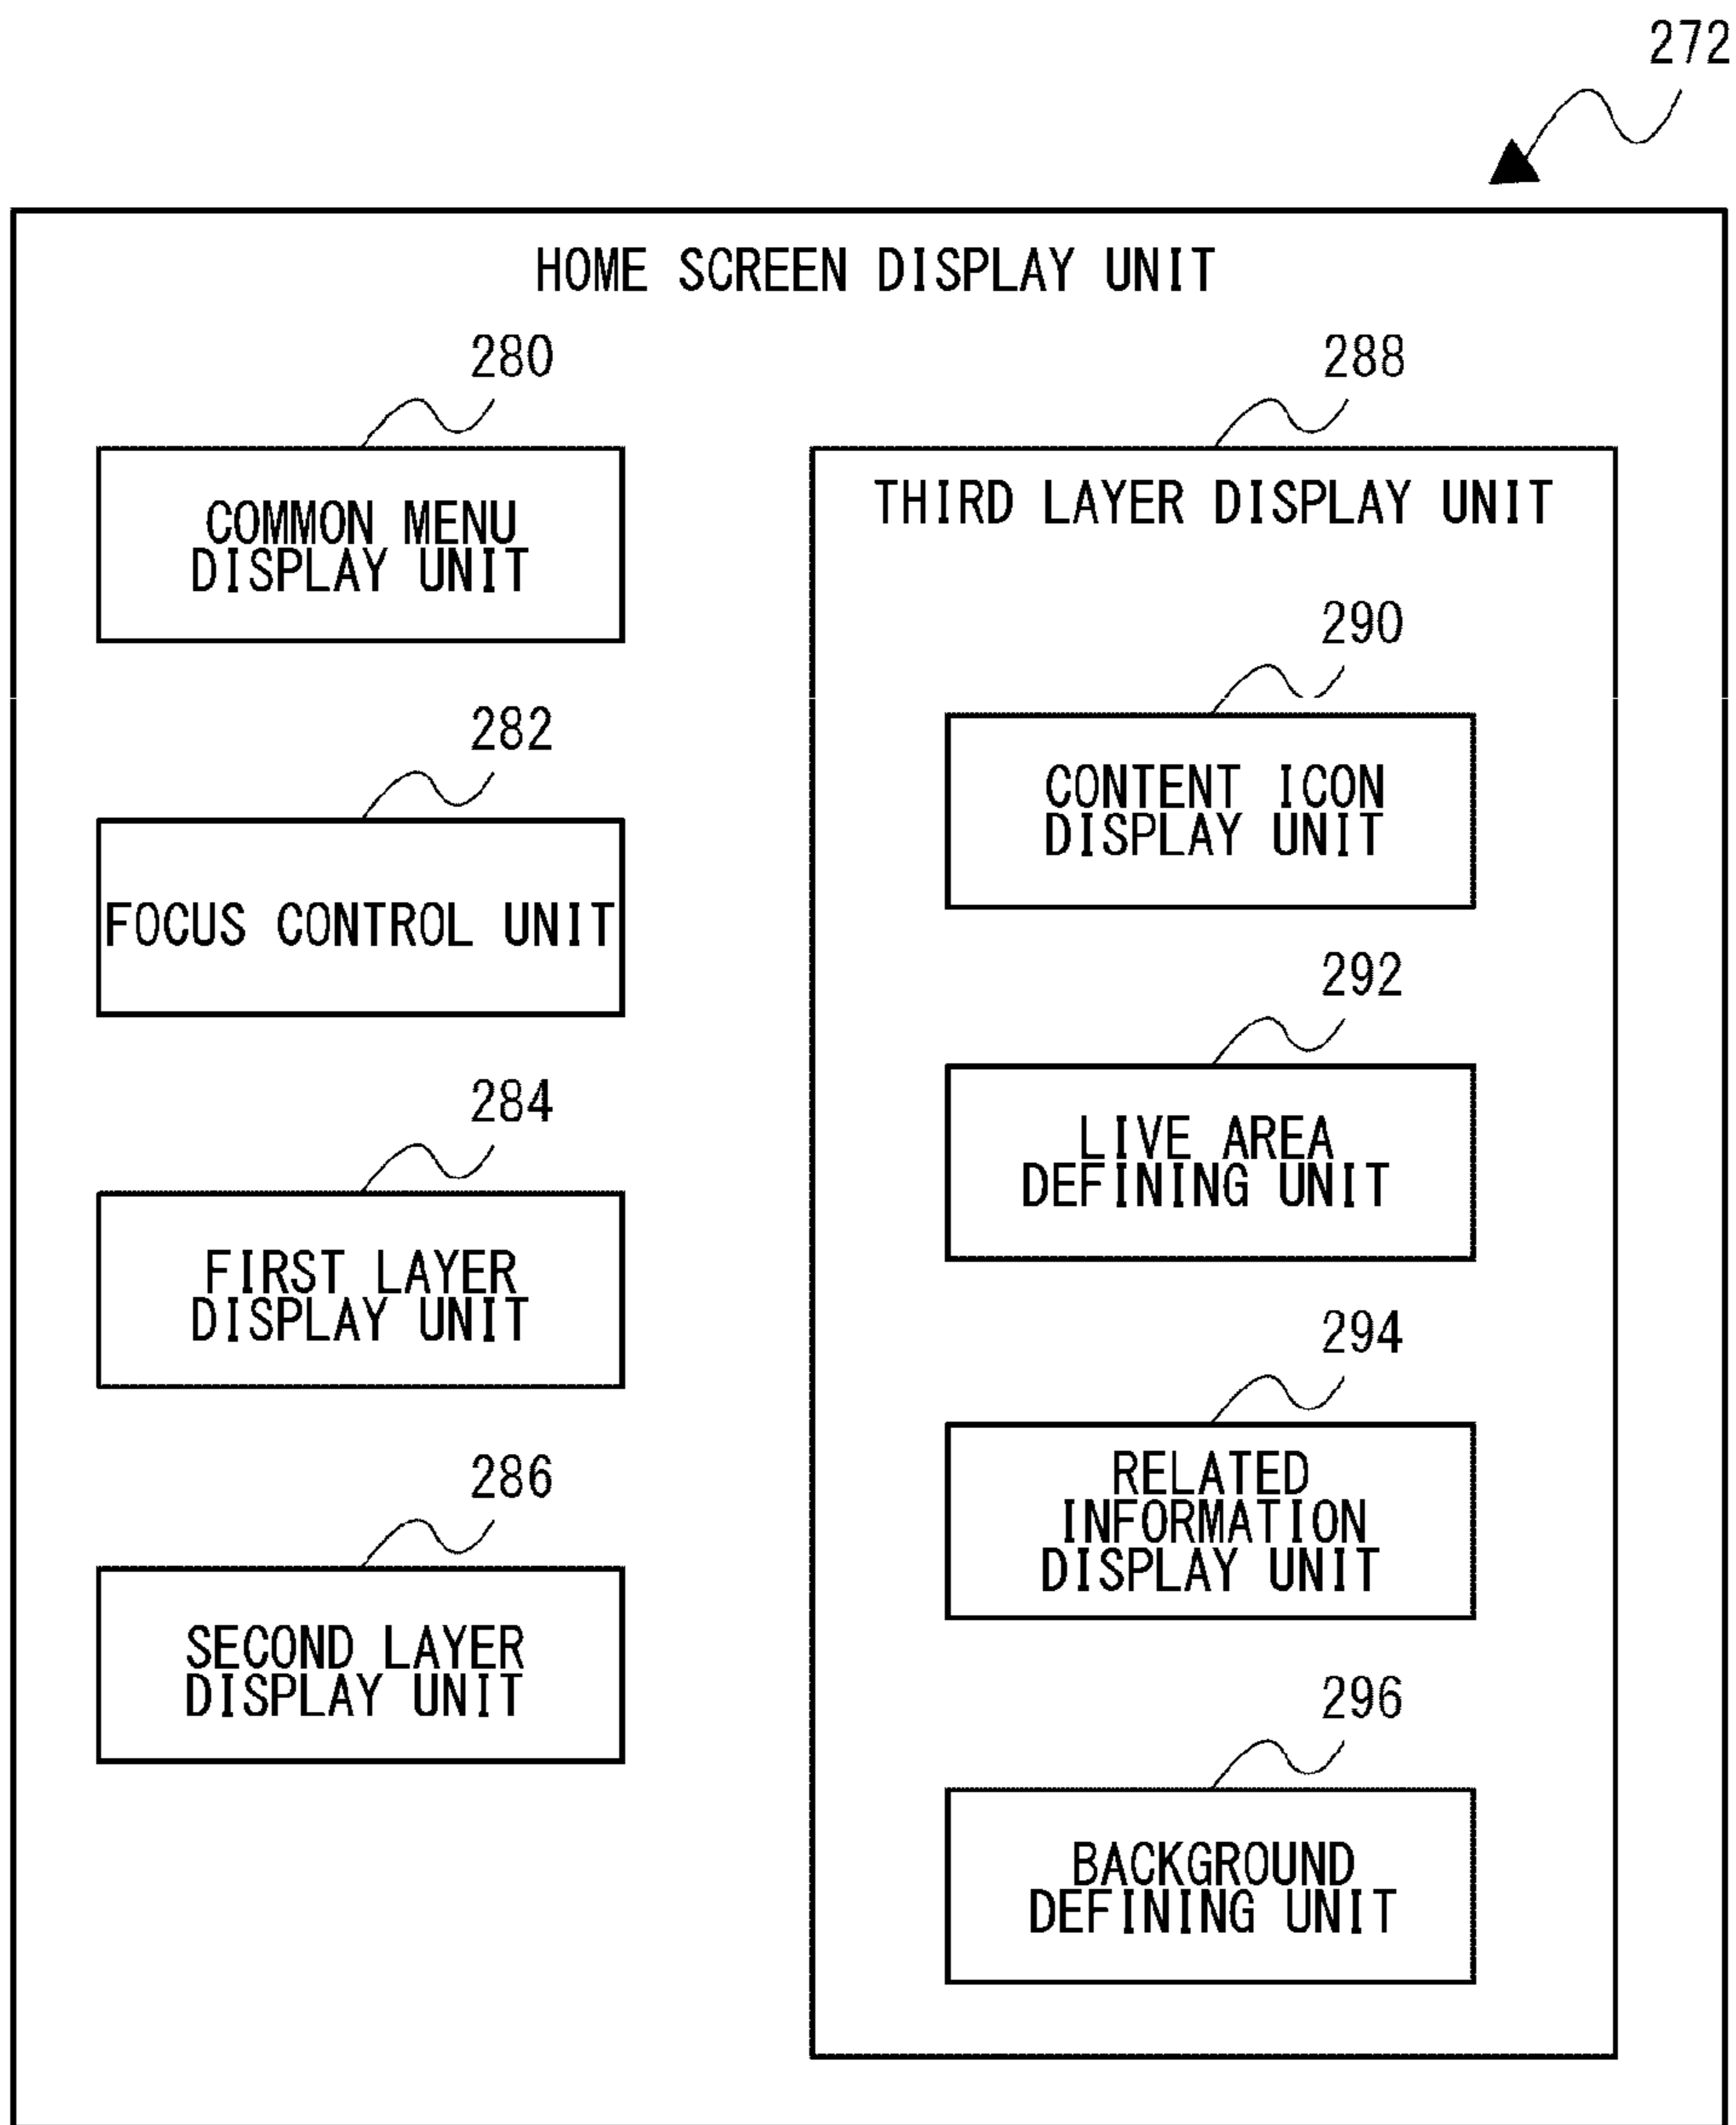 272
HOME SCREEN DISPLAY UNIT
280
COMMON MENU
DISPLAY UNIT
282
FOCUS CONTROL UNIT
284
FIRST LAYER
DISPLAY UNIT
286
SECOND LAYER
DISPLAY UNIT
288
THIRD LAYER DISPLAY UNIT
290
CONTENT ICON
DISPLAY UNIT
292
LIVE AREA
DEFINING UNIT
294
RELATED
INFORMATION
DISPLAY UNIT
296
BACKGROUND
DEFINING UNIT